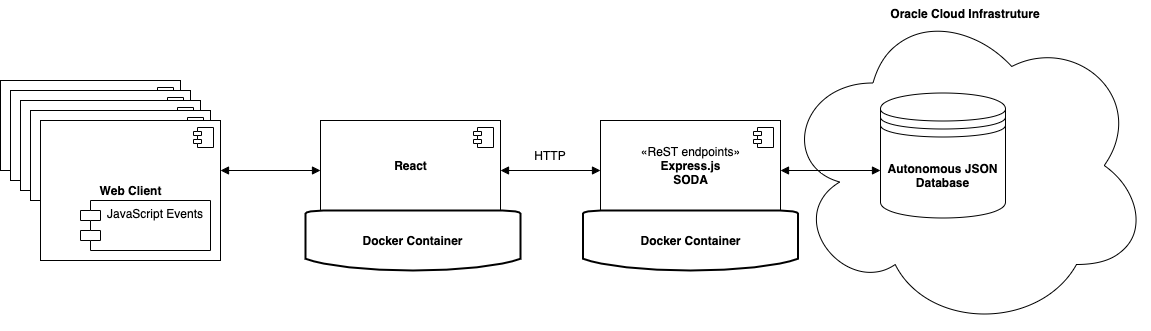 Oracle Cloud Infrastruture
Web Client
JavaScript Events
React
Docker Container
HTTP
«ReST endpoints»
Express.js
SODA
Docker Container
Autonomous JSON
Database